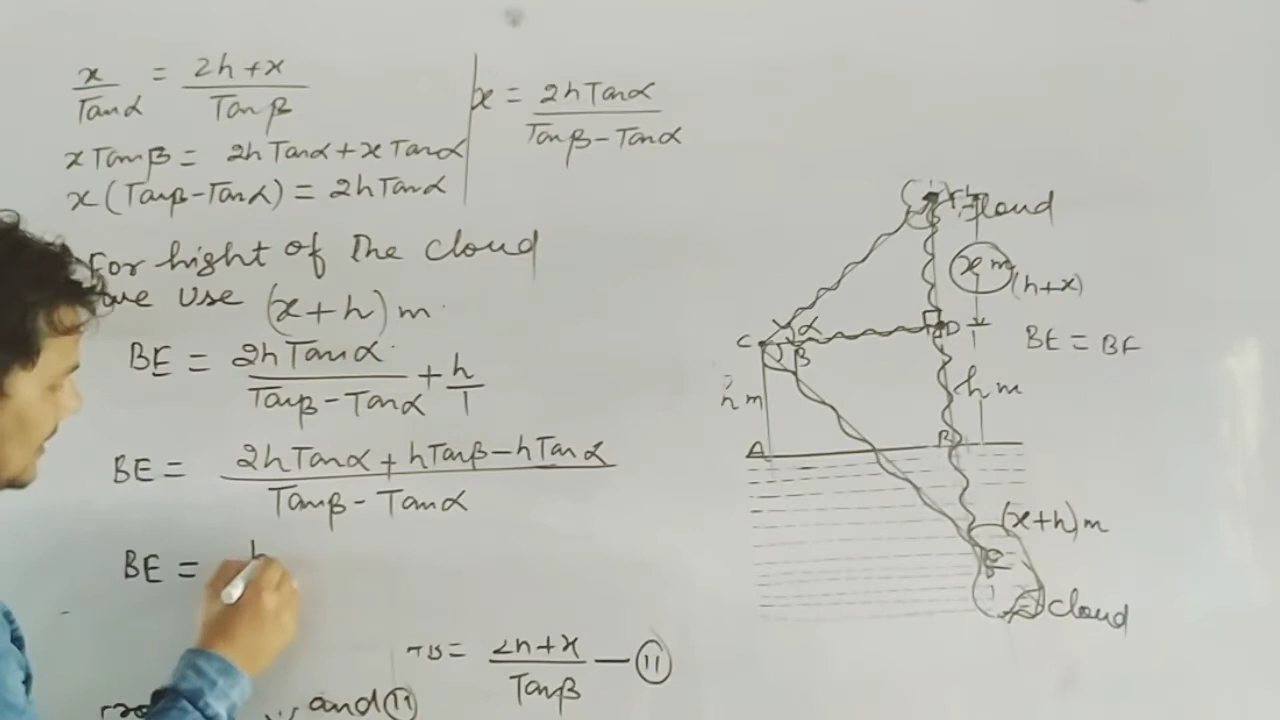 x/Tanα = (2h+x)/Tanβ
xTanβ = 2hTanα+xTanα
x(Tanβ-Tanα) = 2hTanα
x = 2hTanα/(Tanβ-Tanα)
For hight of The cloud
we use (x+h)m.
BE = 2hTanα/(Tanβ-Tanα) + h/1
BE = (2hTanα+hTanβ-hTanα)/(Tanβ-Tanα)
BE = h
= (2h+x)/Tanβ — (11)
and (11)
cloud
x m
(h+x)
C α D
B
BE = BF
h m
h m
A B
(x+h)m
cloud